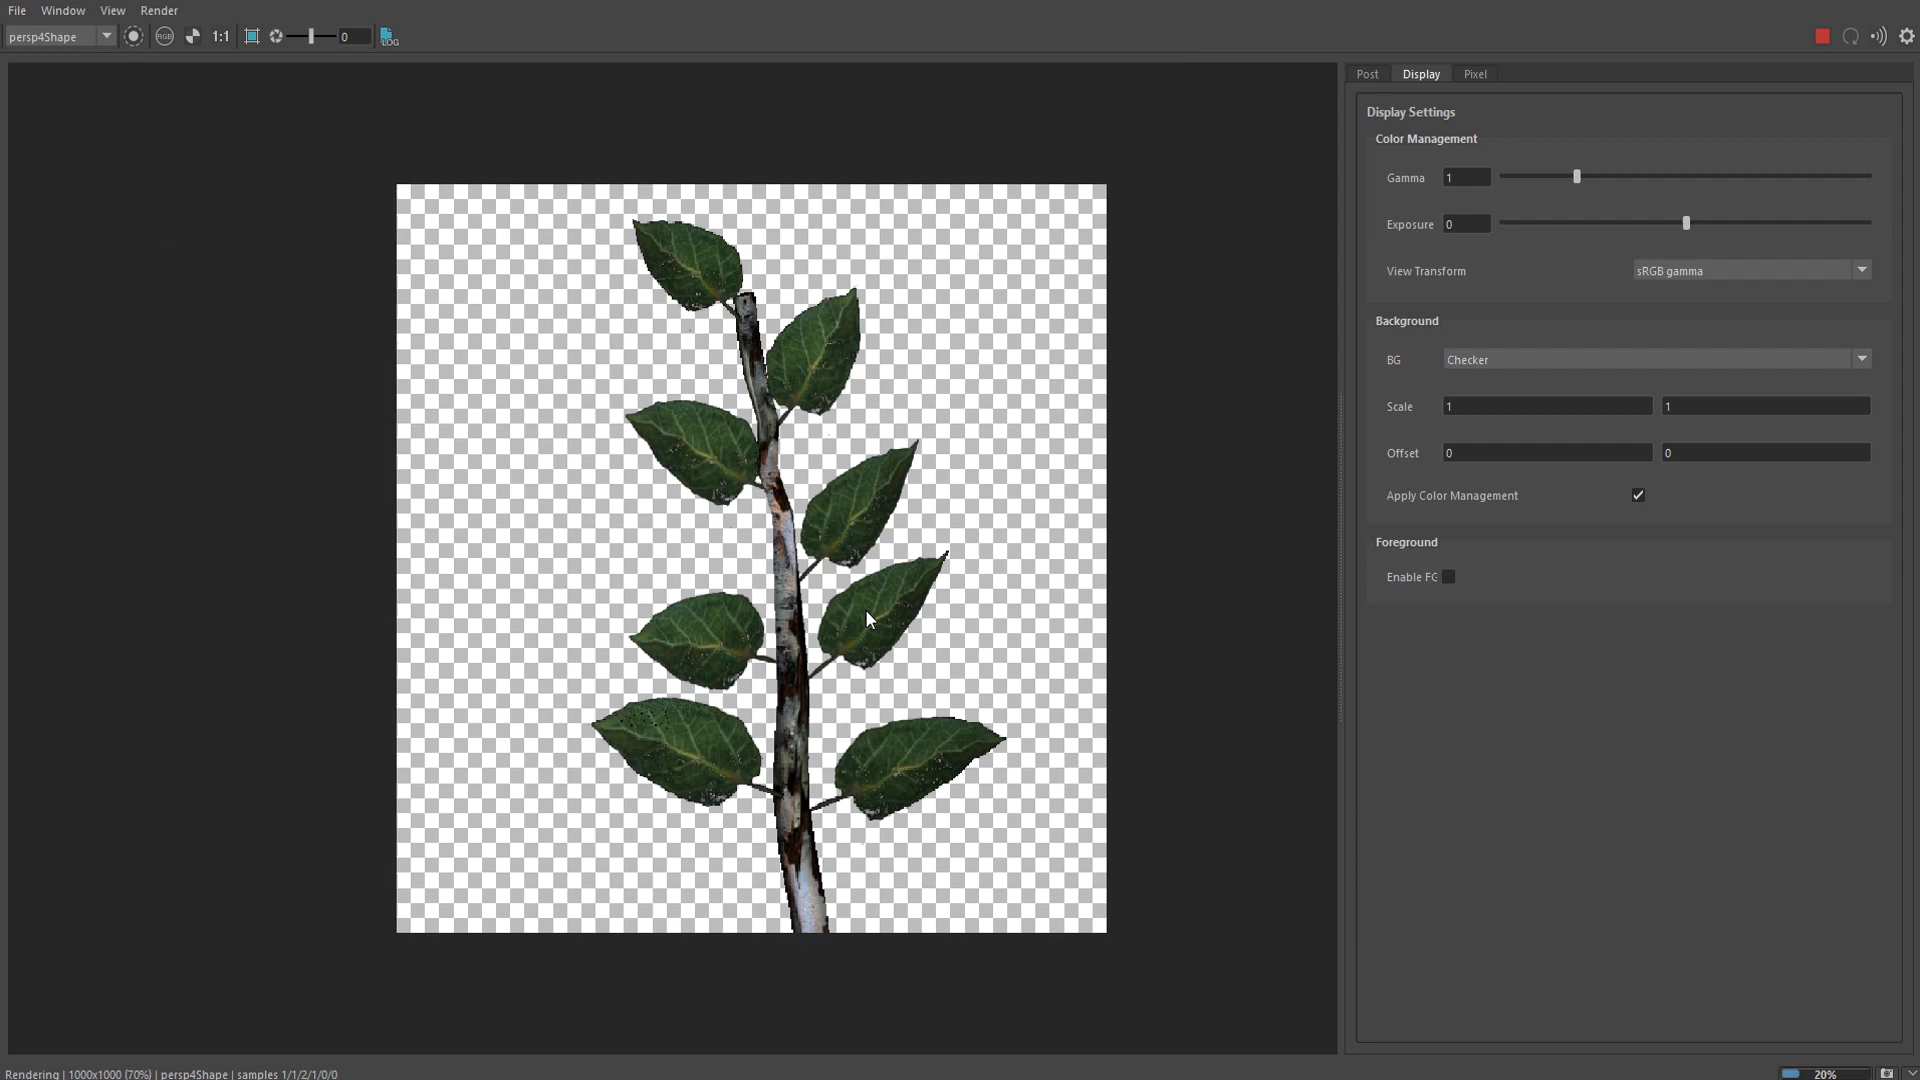 File Window View Render
persp4Shape RGB 1:1 0 LOG
Post Display Pixel
Display Settings
Color Management
Gamma 1
Exposure 0
View Transform sRGB gamma
Background
BG Checker
Scale 1 1
Offset 0 0
Apply Color Management
Foreground
Enable FG
Rendering | 1000x1000 (70%) | persp4Shape | samples 1/1/2/1/0/0
20%